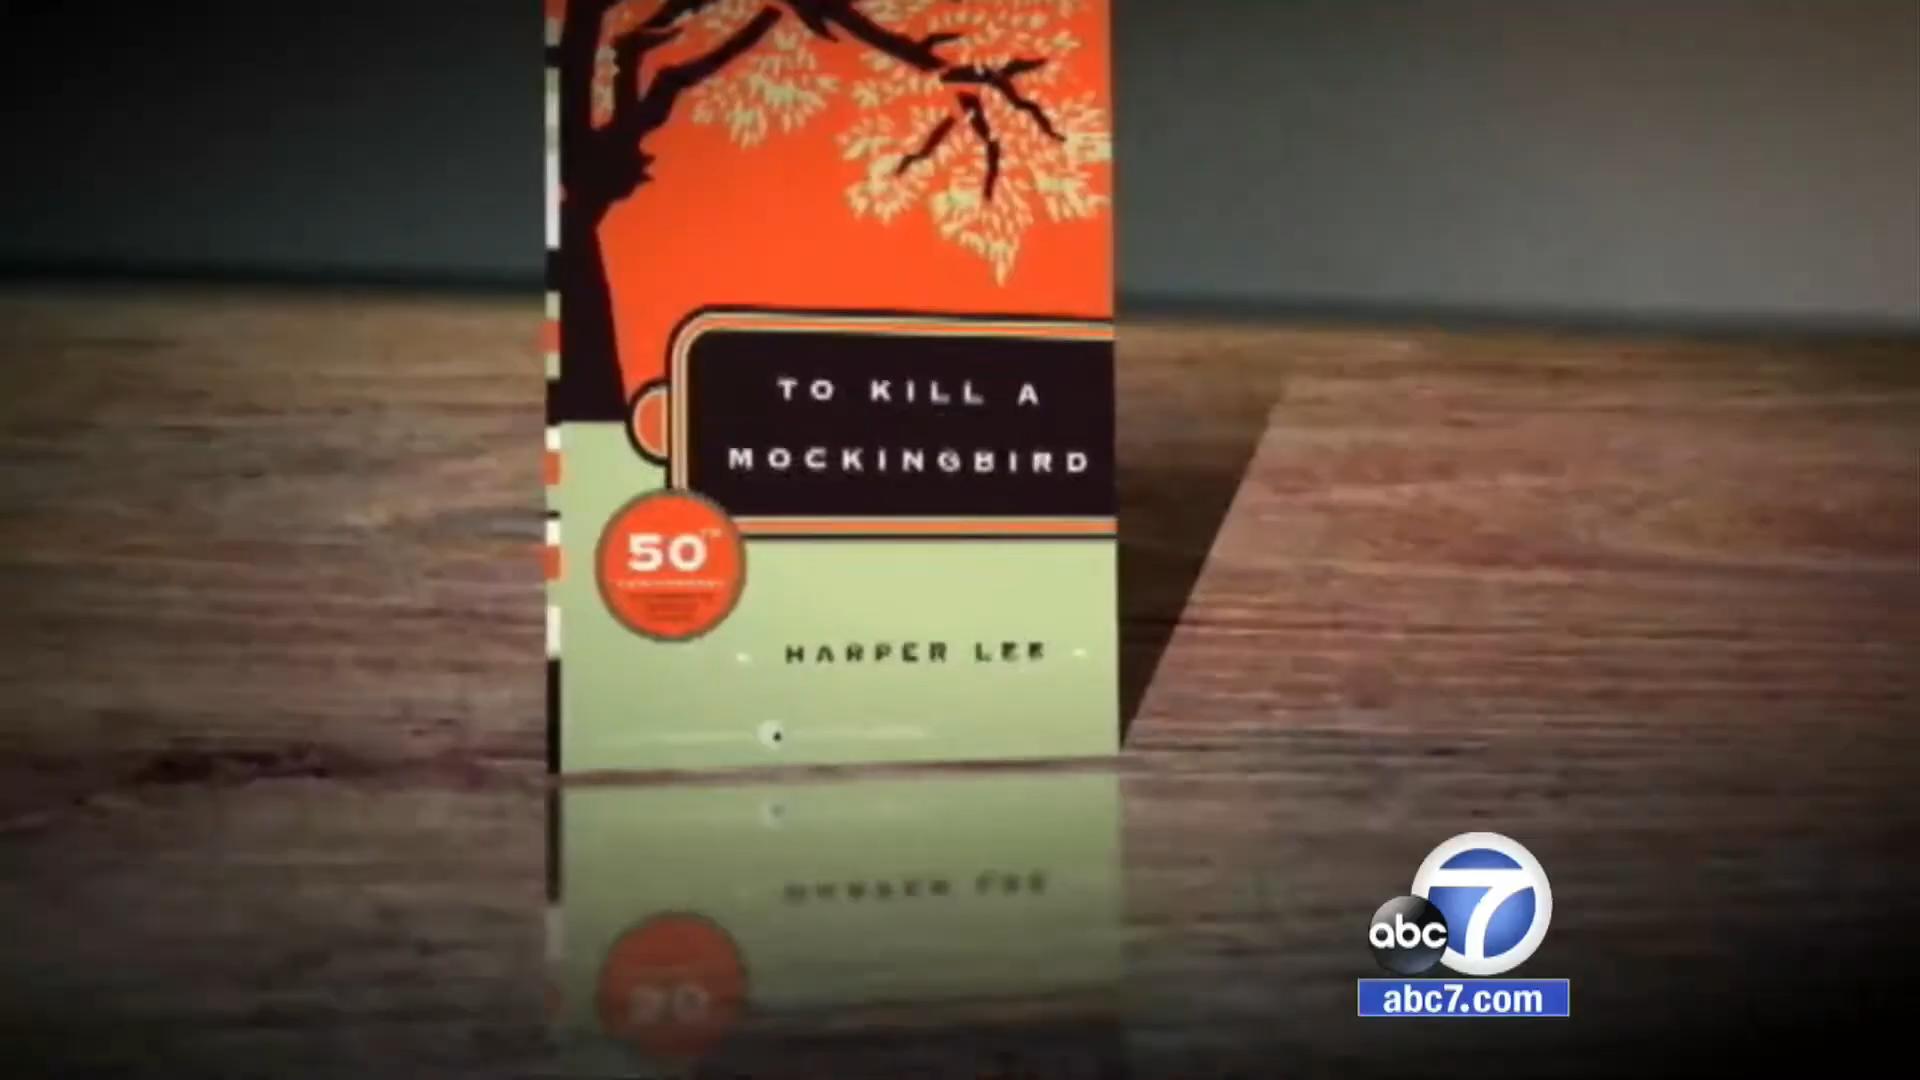 TO KILL A
MOCKINGBIRD
50
HARPER LEE
abc 7
abc7.com